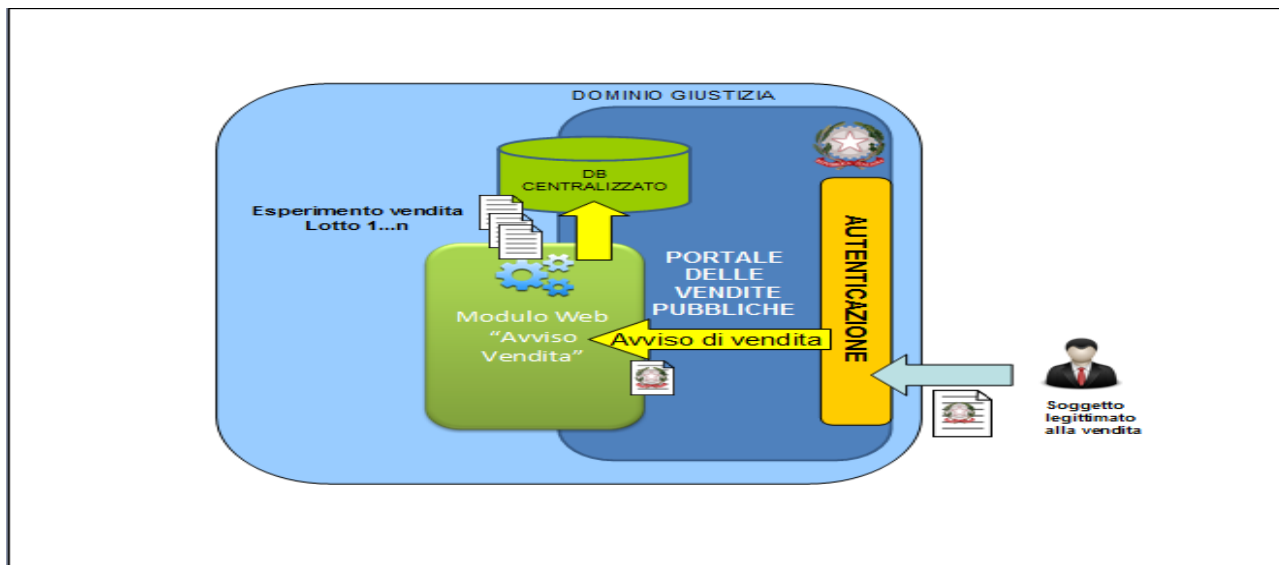 DOMINIO GIUSTIZIA
DB
CENTRALIZZATO
Esperimento vendita
Lotto 1...n
PORTALE
DELLE
VENDITE
PUBBLICHE
AUTENTICAZIONE
Modulo Web
“Avviso
Vendita”
Avviso di vendita
Soggetto
legittimato
alla vendita